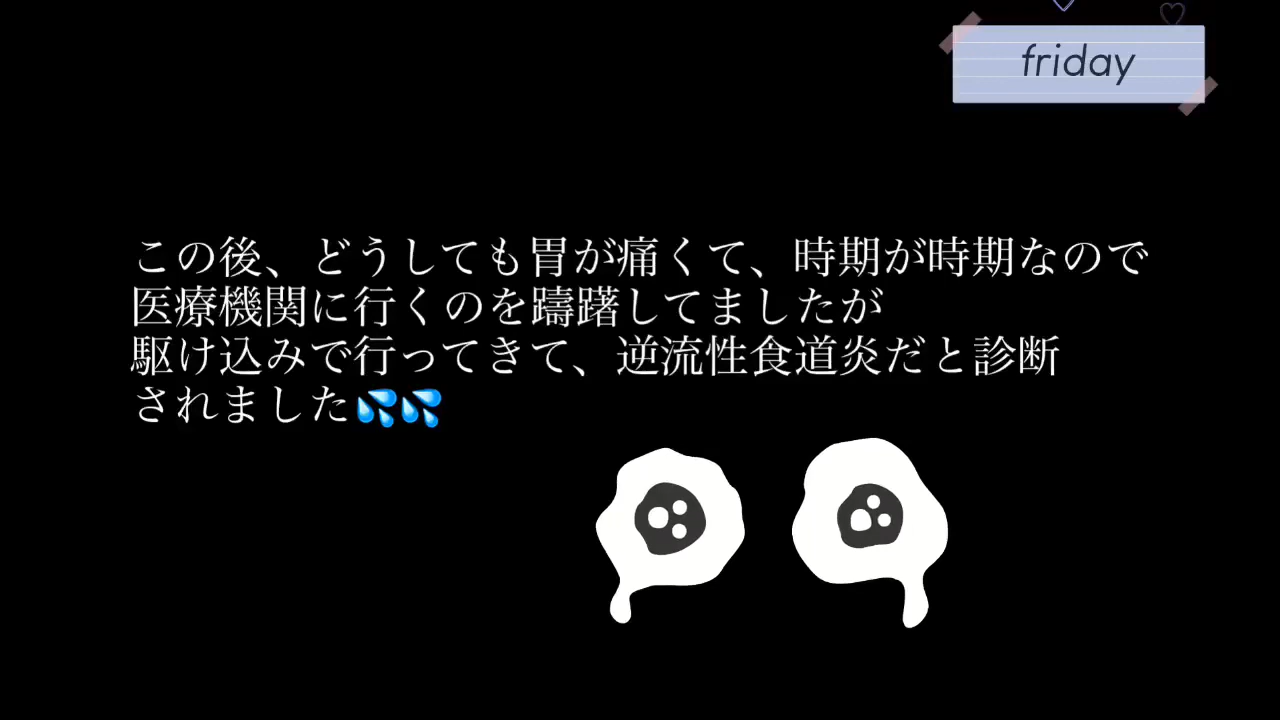 friday
この後、どうしても胃が痛くて、時期が時期なので
医療機関に行くのを躊躇してましたが
駆け込みで行ってきて、逆流性食道炎だと診断
されました💦💦